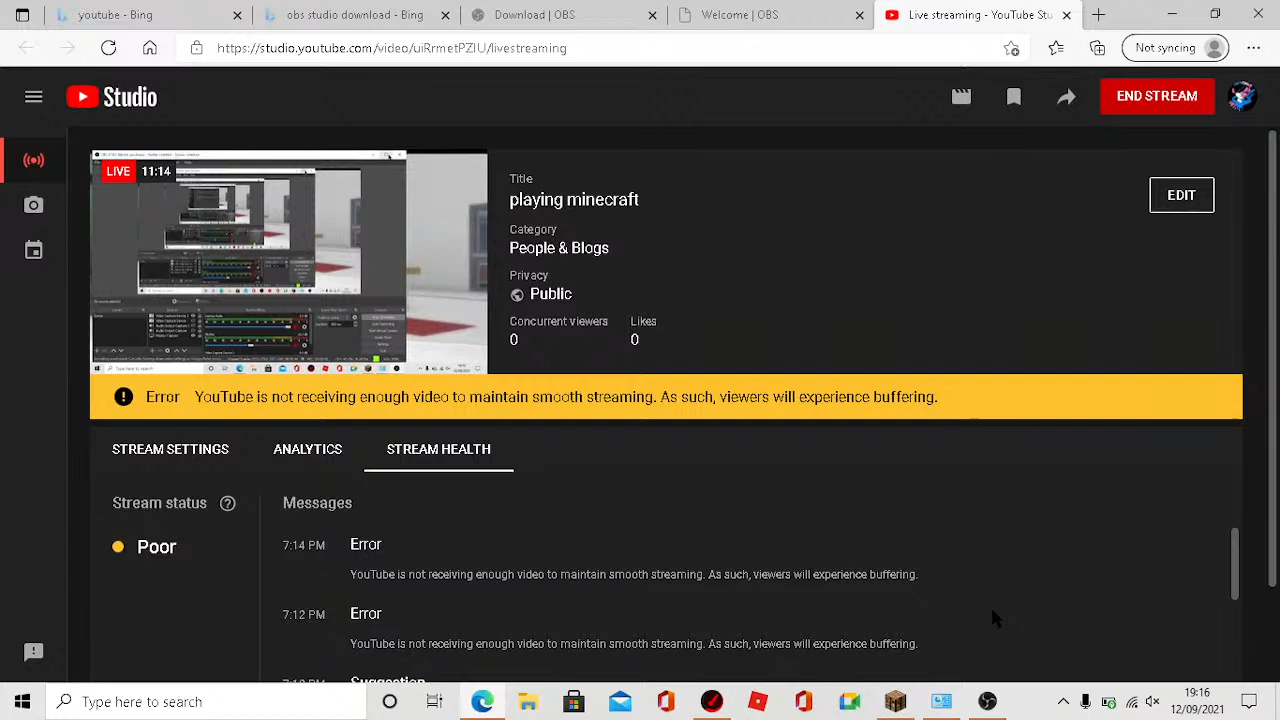 youtube studio - Bing
obs studio download - Bing
Download | OBS
Welcome | OBS
Live streaming - YouTube Stu
https://studio.youtube.com/video/uiRrmetPZIU/livestreaming
Not syncing
Studio
END STREAM
LIVE 11:14
Title
playing minecraft
EDIT
Category
People & Blogs
Privacy
Public
Concurrent viewers Likes
0 0
Error YouTube is not receiving enough video to maintain smooth streaming. As such, viewers will experience buffering.
STREAM SETTINGS ANALYTICS STREAM HEALTH
Stream status
Messages
Poor
7:14 PM Error
YouTube is not receiving enough video to maintain smooth streaming. As such, viewers will experience buffering.
7:12 PM Error
YouTube is not receiving enough video to maintain smooth streaming. As such, viewers will experience buffering.
Suggestion
Type here to search
19:16
12/09/2021